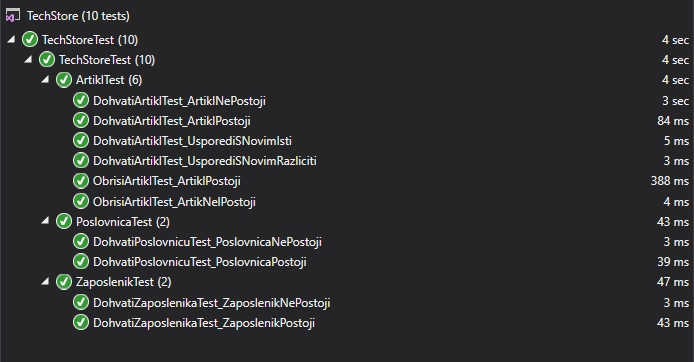 TechStore (10 tests)
TechStoreTest (10) 4 sec
TechStoreTest (10) 4 sec
ArtiklTest (6) 4 sec
DohvatiArtiklTest_ArtiklNePostoji 3 sec
DohvatiArtiklTest_ArtiklPostoji 84 ms
DohvatiArtiklTest_UsporediSNovimIsti 5 ms
DohvatiArtiklTest_UsporediSNovimRazliciti 3 ms
ObrisiArtiklTest_ArtiklPostoji 388 ms
ObrisiArtiklTest_ArtikNelPostoji 4 ms
PoslovnicaTest (2) 43 ms
DohvatiPoslovnicuTest_PoslovnicaNePostoji 3 ms
DohvatiPoslovnicuTest_PoslovnicaPostoji 39 ms
ZaposlenikTest (2) 47 ms
DohvatiZaposlenikaTest_ZaposlenikNePostoji 3 ms
DohvatiZaposlenikaTest_ZaposlenikPostoji 43 ms